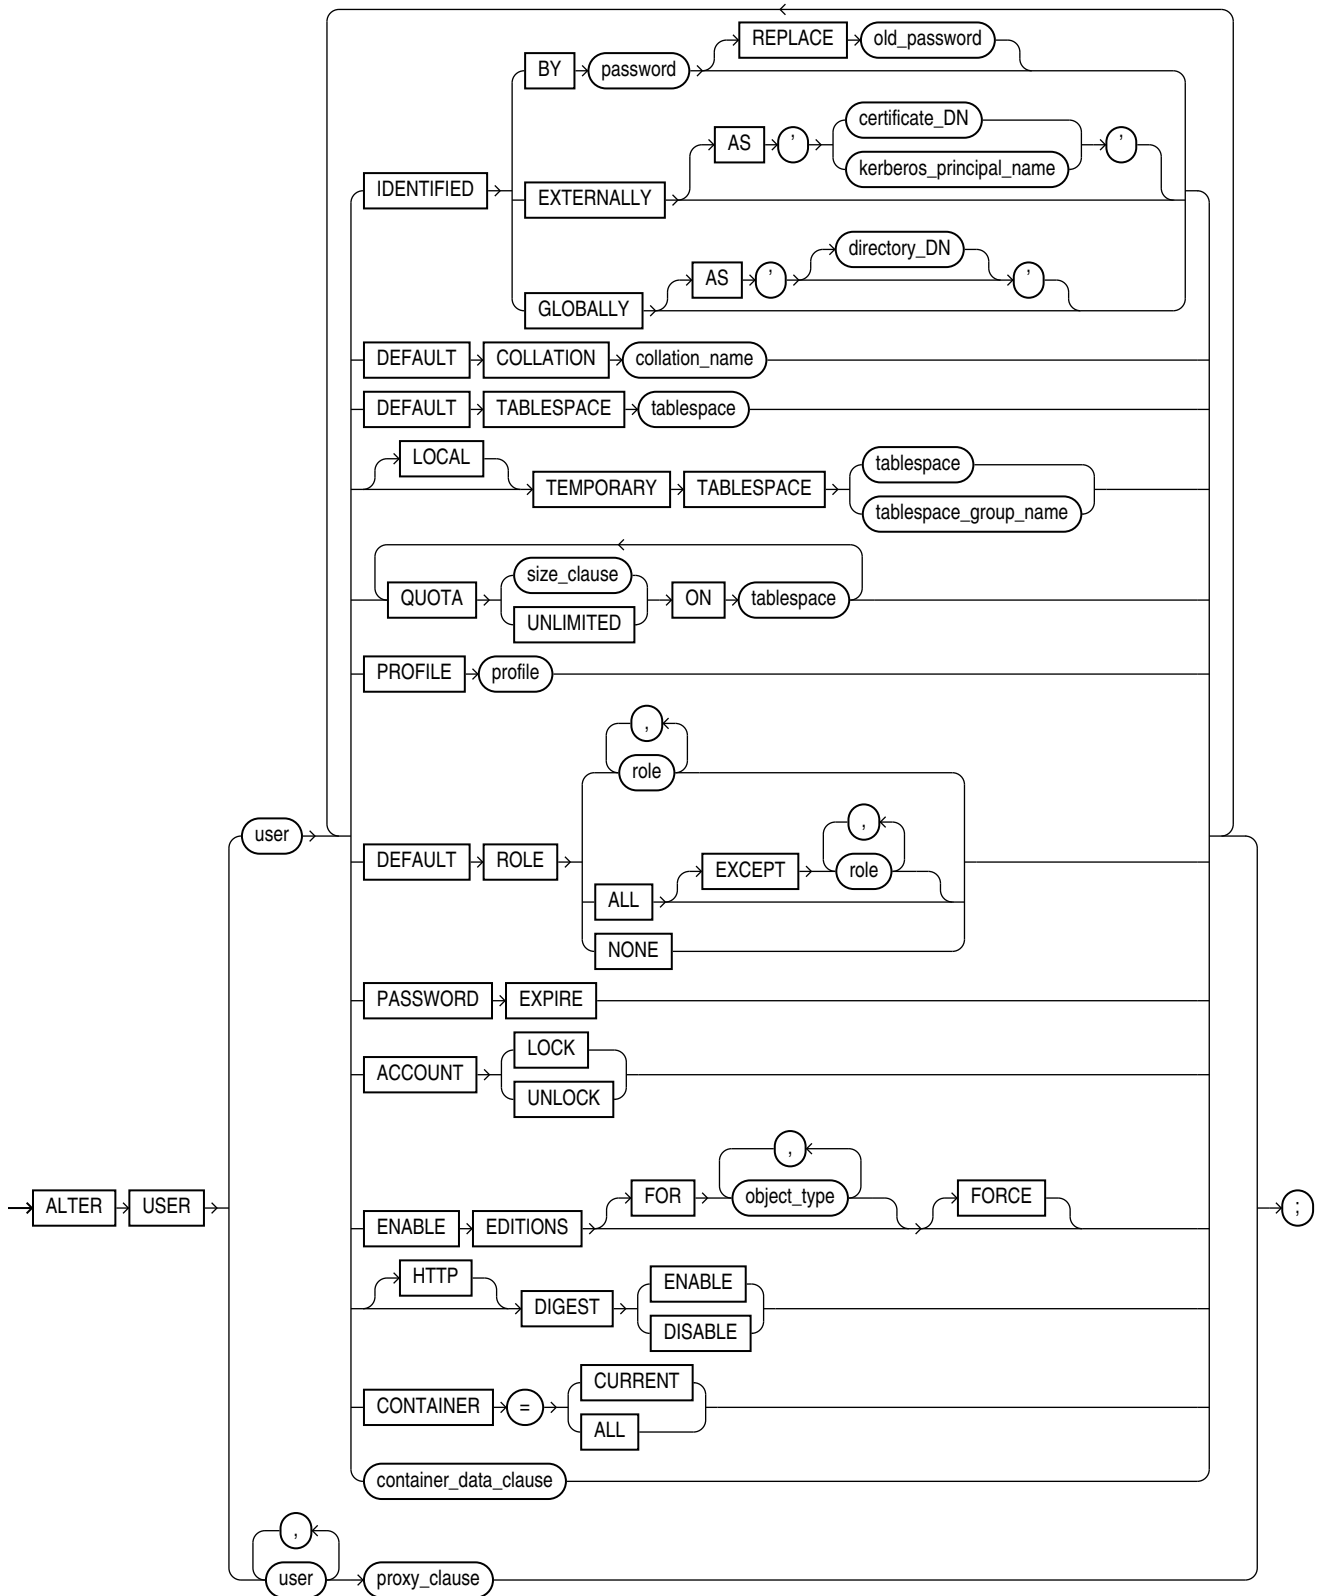 REPLACE old_password
BY password
certificate_DN
AS ' '
kerberos_principal_name
IDENTIFIED
EXTERNALLY
directory_DN
AS ' '
GLOBALLY
DEFAULT COLLATION collation_name
DEFAULT TABLESPACE tablespace
LOCAL
tablespace
TEMPORARY TABLESPACE
tablespace_group_name
size_clause
QUOTA ON tablespace
UNLIMITED
PROFILE profile
,
role
,
user
DEFAULT ROLE
EXCEPT role
ALL
NONE
PASSWORD EXPIRE
LOCK
ACCOUNT
UNLOCK
,
FOR object_type FORCE
ALTER USER ;
ENABLE EDITIONS
HTTP
ENABLE
DIGEST
DISABLE
CURRENT
CONTAINER =
ALL
container_data_clause
,
user proxy_clause